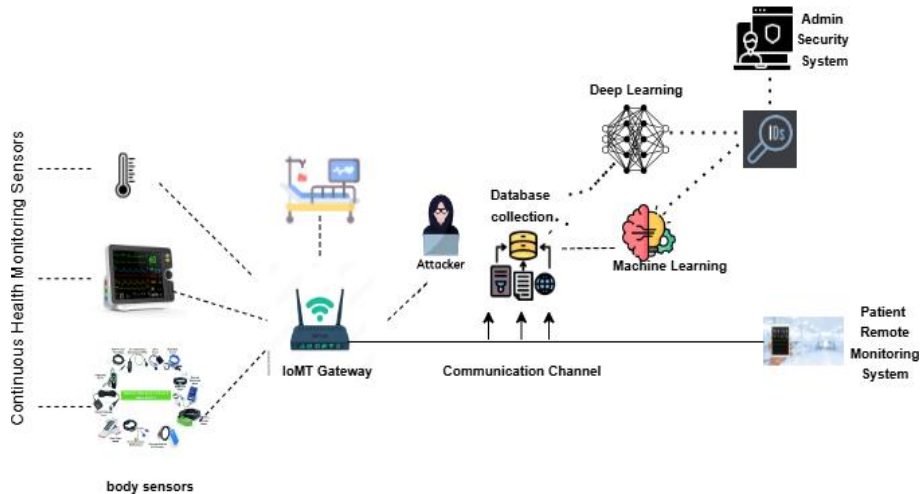 Admin
Security
System
Deep Learning
IDs
Continuous Health Monitoring Sensors
Database
collection
Attacker
Machine Learning
IoMT Gateway
Communication Channel
Patient
Remote
Monitoring
System
body sensors